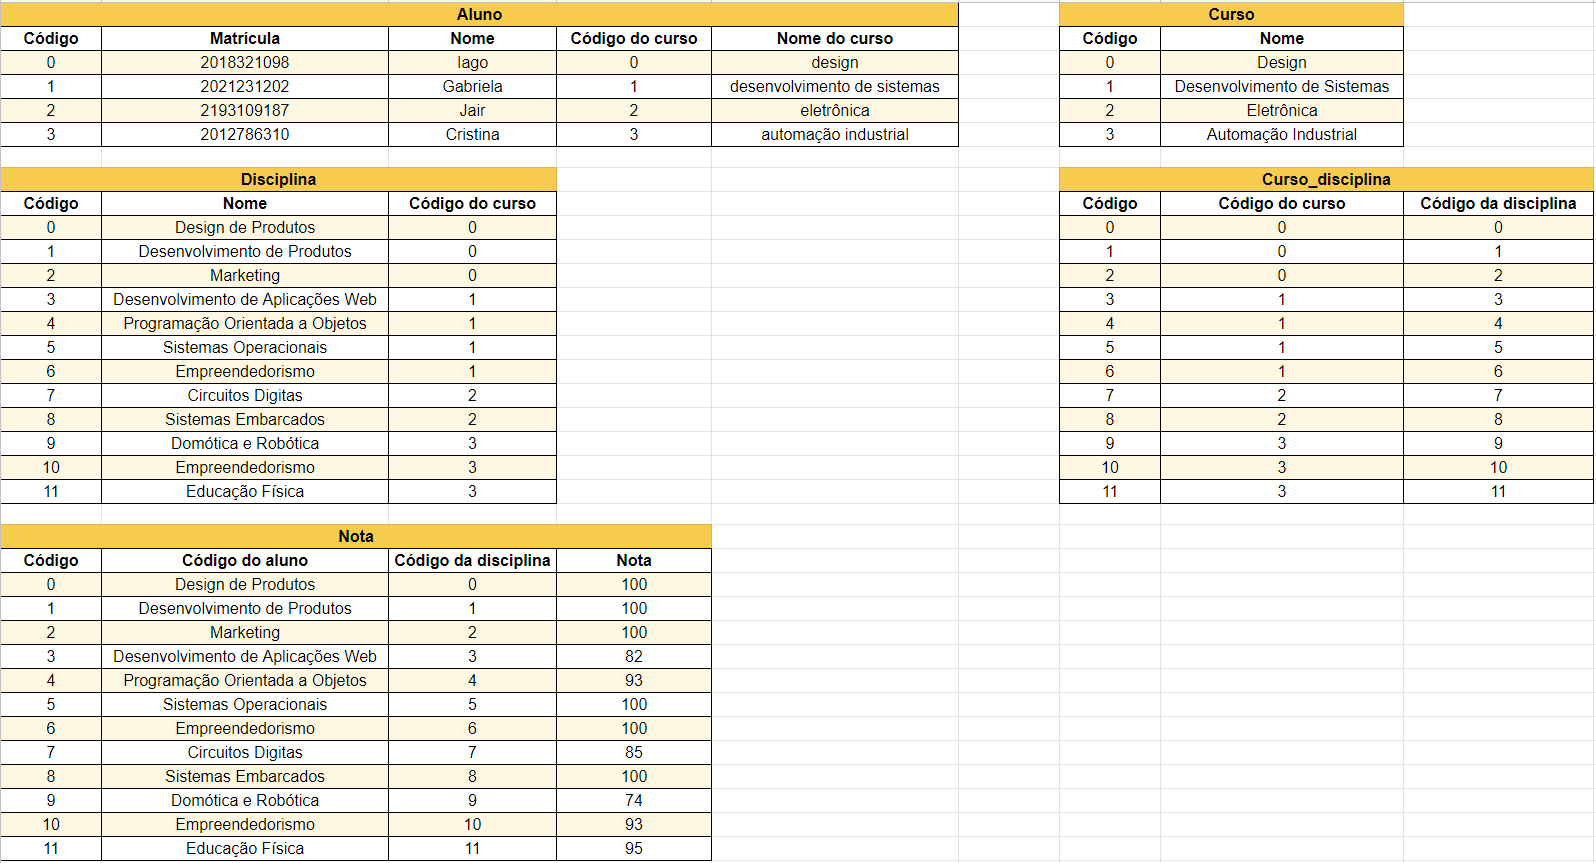 Aluno
Código Matrícula Nome Código do curso Nome do curso
0 2018321098 Iago 0 design
1 2021231202 Gabriela 1 desenvolvimento de sistemas
2 2193109187 Jair 2 eletrônica
3 2012786310 Cristina 3 automação industrial
Curso
Código Nome
0 Design
1 Desenvolvimento de Sistemas
2 Eletrônica
3 Automação Industrial
Disciplina
Código Nome Código do curso
0 Design de Produtos 0
1 Desenvolvimento de Produtos 0
2 Marketing 0
3 Desenvolvimento de Aplicações Web 1
4 Programação Orientada a Objetos 1
5 Sistemas Operacionais 1
6 Empreendedorismo 1
7 Circuitos Digitas 2
8 Sistemas Embarcados 2
9 Domótica e Robótica 3
10 Empreendedorismo 3
11 Educação Física 3
Curso_disciplina
Código Código do curso Código da disciplina
0 0 0
1 0 1
2 0 2
3 1 3
4 1 4
5 1 5
6 1 6
7 2 7
8 2 8
9 3 9
10 3 10
11 3 11
Nota
Código Código do aluno Código da disciplina Nota
0 Design de Produtos 0 100
1 Desenvolvimento de Produtos 1 100
2 Marketing 2 100
3 Desenvolvimento de Aplicações Web 3 82
4 Programação Orientada a Objetos 4 93
5 Sistemas Operacionais 5 100
6 Empreendedorismo 6 100
7 Circuitos Digitas 7 85
8 Sistemas Embarcados 8 100
9 Domótica e Robótica 9 74
10 Empreendedorismo 10 93
11 Educação Física 11 95